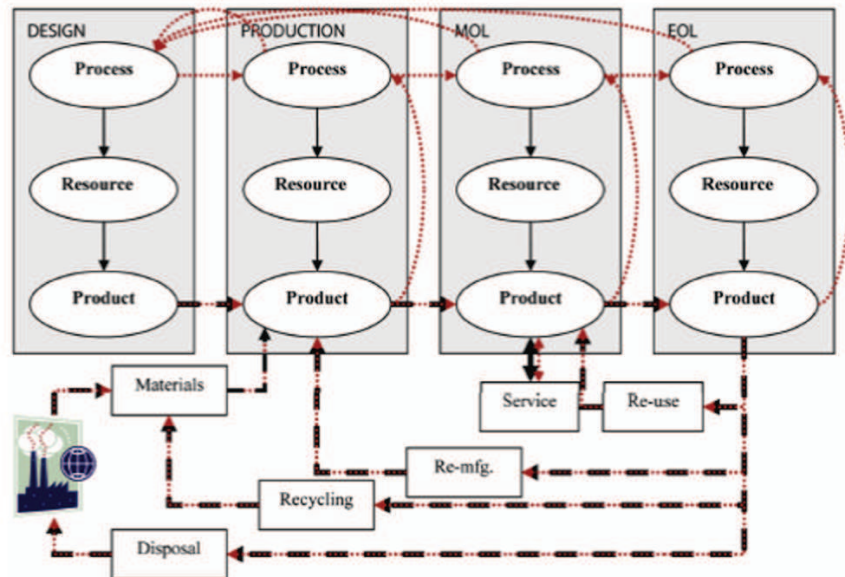 DESIGN
PRODUCTION
MOL
EOL
Process
Process
Process
Process
Resource
Resource
Resource
Resource
Product
Product
Product
Product
Materials
Service
Re-use
Re-mfg.
Recycling
Disposal